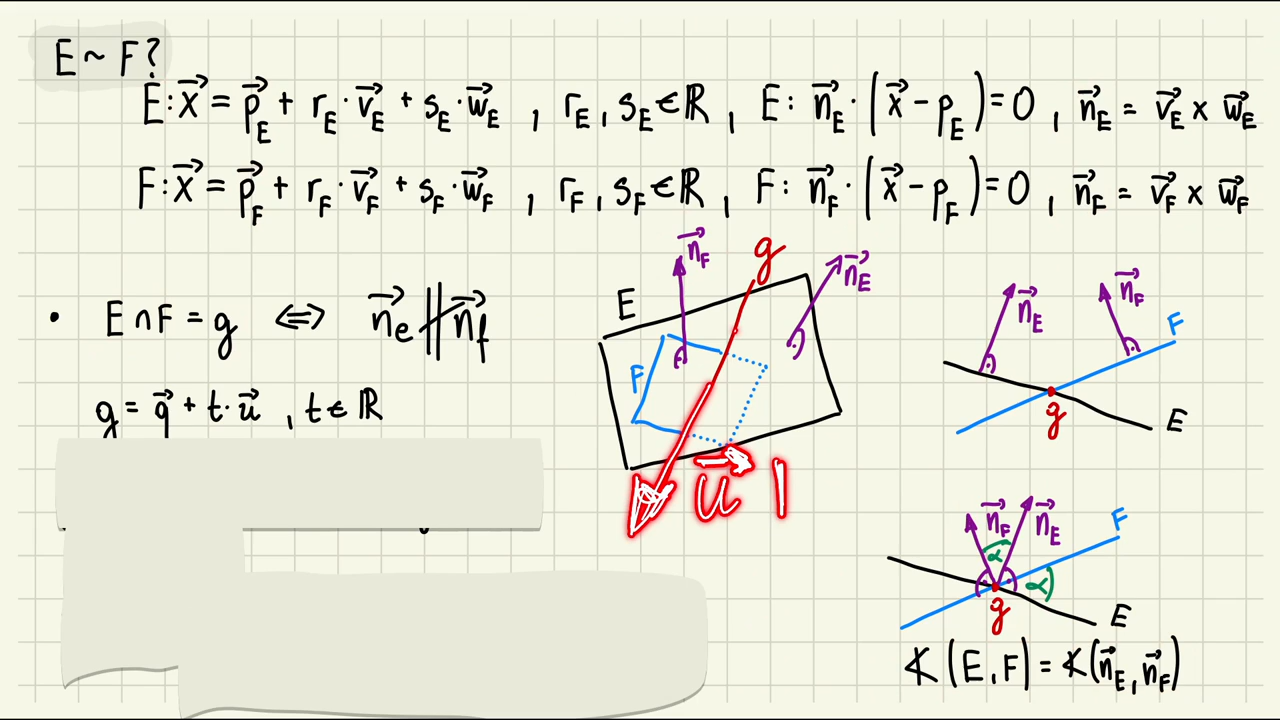 E ~ F?
E: x⃗ = p⃗_E + r_E · v⃗_E + s_E · w⃗_E , r_E, s_E ∈ ℝ , E: n⃗_E · (x⃗ - p_E) = 0 , n⃗_E = v⃗_E × w⃗_E
F: x⃗ = p⃗_F + r_F · v⃗_F + s_F · w⃗_F , r_F, s_F ∈ ℝ , F: n⃗_F · (x⃗ - p_F) = 0 , n⃗_F = v⃗_F × w⃗_F
• E ∩ F = g ⇔ n⃗_e ∦ n⃗_f
g = q⃗ + t · u⃗ , t ∈ ℝ
n⃗_F
g
n⃗_E
E
F
u⃗
n⃗_E
n⃗_F
F
g
E
n⃗_F
n⃗_E
F
α
α
g
E
∢(E, F) = ∢(n⃗_E, n⃗_F)